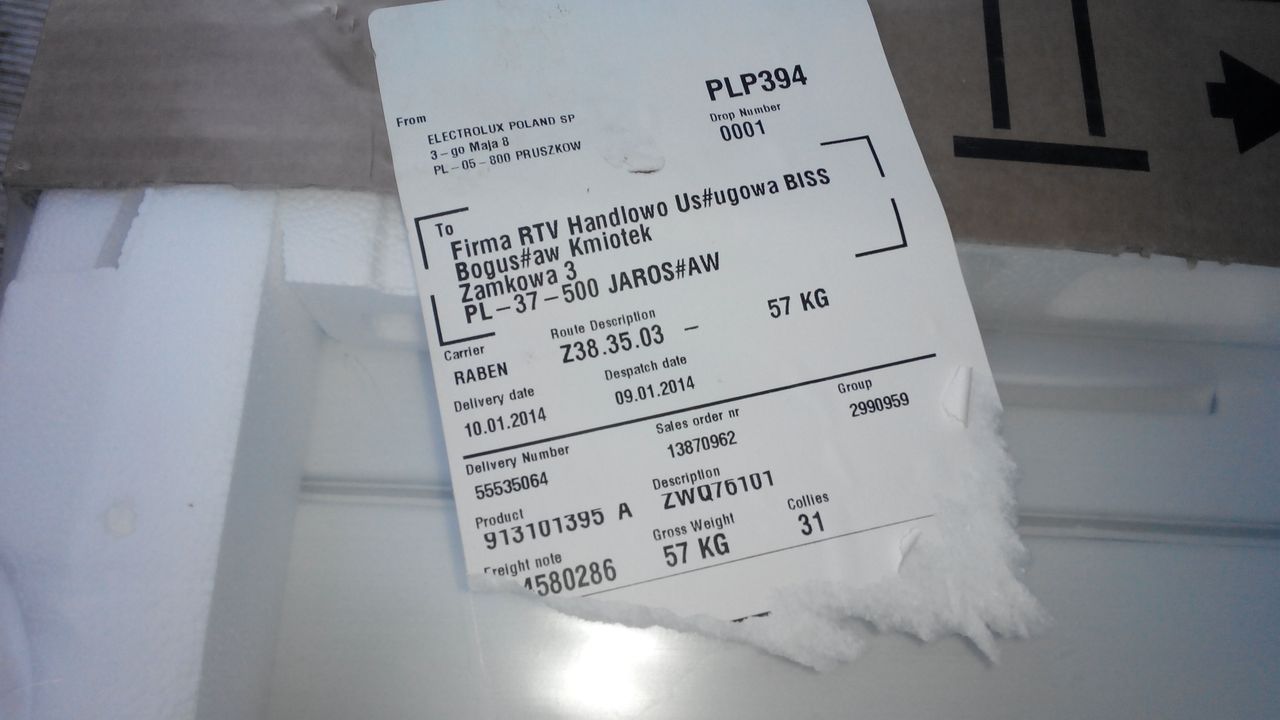 PLP394
From
Drop Number
ELECTROLUX POLAND SP
0001
3-go Maja 8
PL-05-800 PRUSZKOW
To
Firma RTV Handlowo Us#ugowa BISS
Bogus#aw Kmiotek
Zamkowa 3
PL-37-500 JAROS#AW
Carrier Route Description 57 KG
RABEN Z38.35.03 -
Delivery date Despatch date
10.01.2014 09.01.2014
Delivery Number Sales order nr Group
55535064 13870962 2990959
Product Description
913101395 A ZWQ76101
Freight note Gross Weight Collies
4580286 57 KG 31